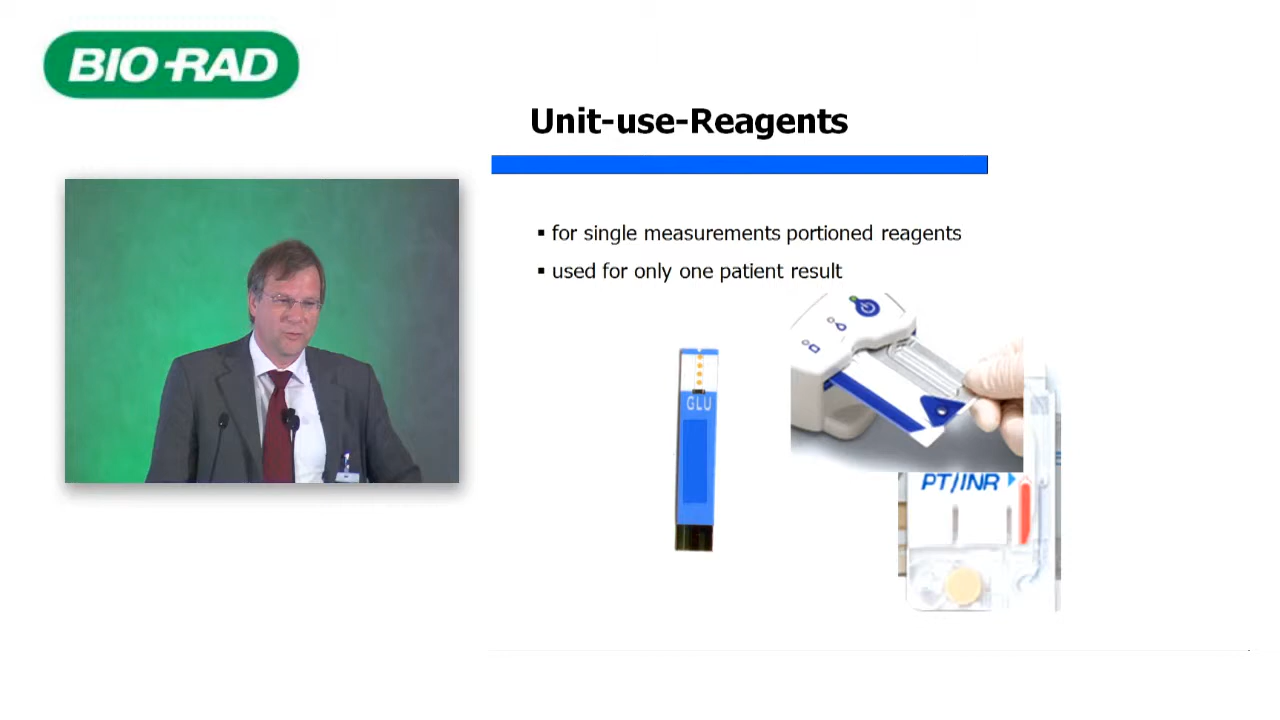 BIO-RAD
Unit-use-Reagents
▪ for single measurements portioned reagents
▪ used for only one patient result
GLU
PT/INR